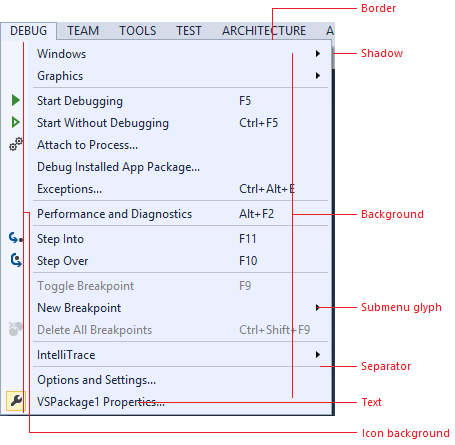 Border
DEBUG TEAM TOOLS TEST ARCHITECTURE A
Windows
Shadow
Graphics
Start Debugging F5
Start Without Debugging Ctrl+F5
Attach to Process...
Debug Installed App Package...
Exceptions... Ctrl+Alt+E
Performance and Diagnostics Alt+F2
Background
Step Into F11
Step Over F10
Toggle Breakpoint F9
New Breakpoint
Submenu glyph
Delete All Breakpoints Ctrl+Shift+F9
IntelliTrace
Separator
Options and Settings...
VSPackage1 Properties...
Text
Icon background